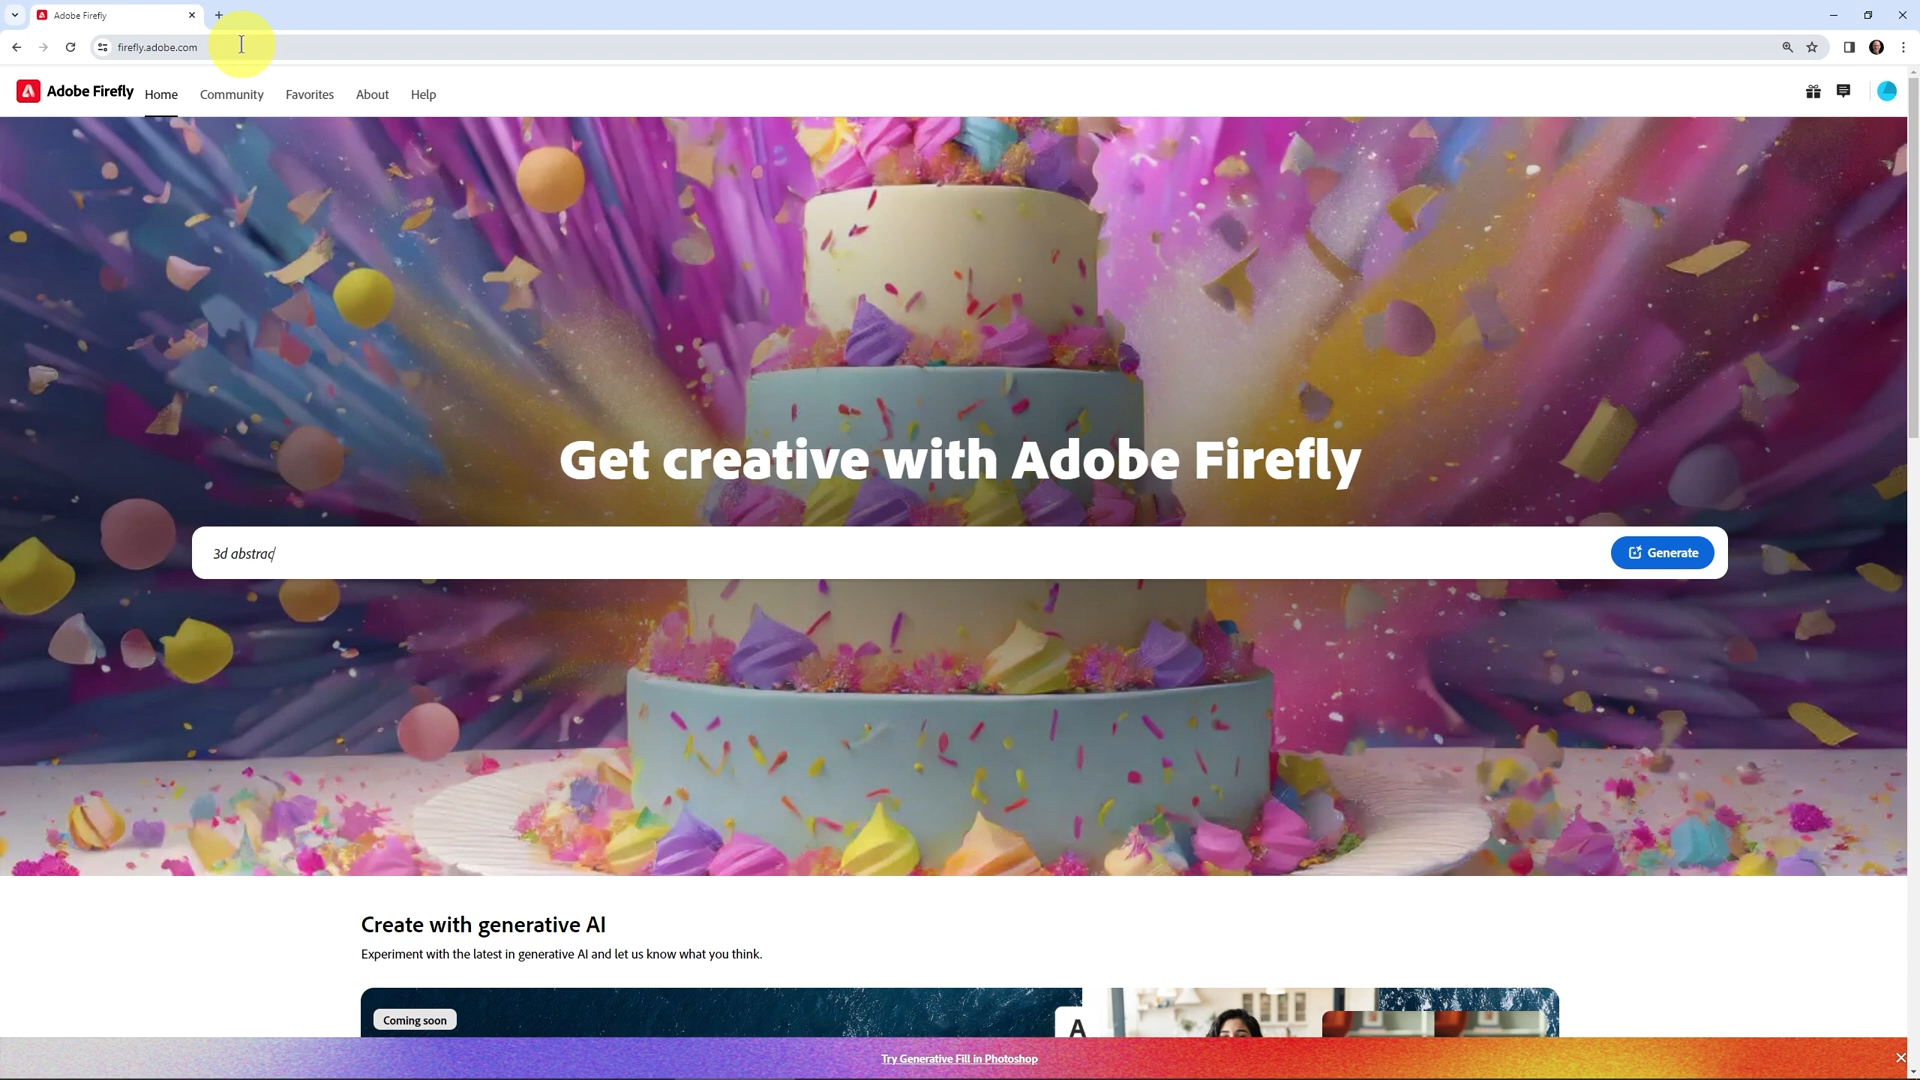 Adobe Firefly
firefly.adobe.com
Adobe Firefly
Home
Community
Favorites
About
Help
Get creative with Adobe Firefly
3d abstrac
Generate
Create with generative AI
Experiment with the latest in generative AI and let us know what you think.
Coming soon
A
Try Generative Fill in Photoshop